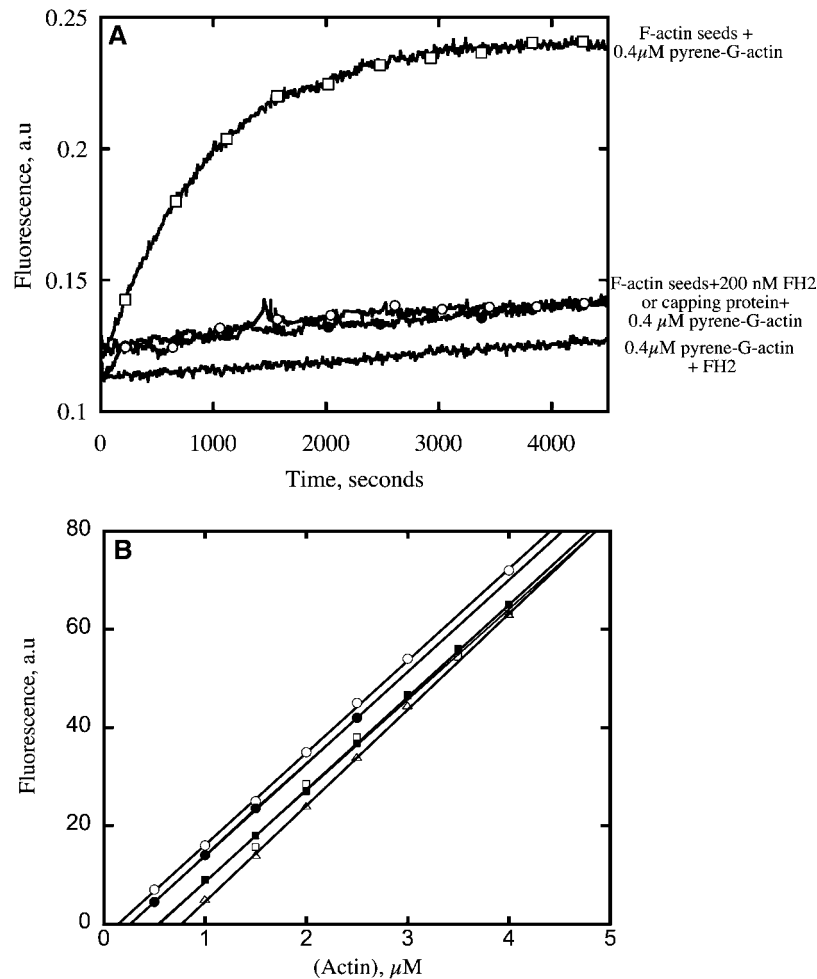 0.25
A
F-actin seeds +
0.4µM pyrene-G-actin
0.2
Fluorescence, a.u
0.15
F-actin seeds+200 nM FH2
or capping protein+
0.4 µM pyrene-G-actin
0.4µM pyrene-G-actin
+ FH2
0.1
0 1000 2000 3000 4000
Time, seconds
80
B
60
Fluorescence, a.u
40
20
0
0 1 2 3 4 5
(Actin), µM